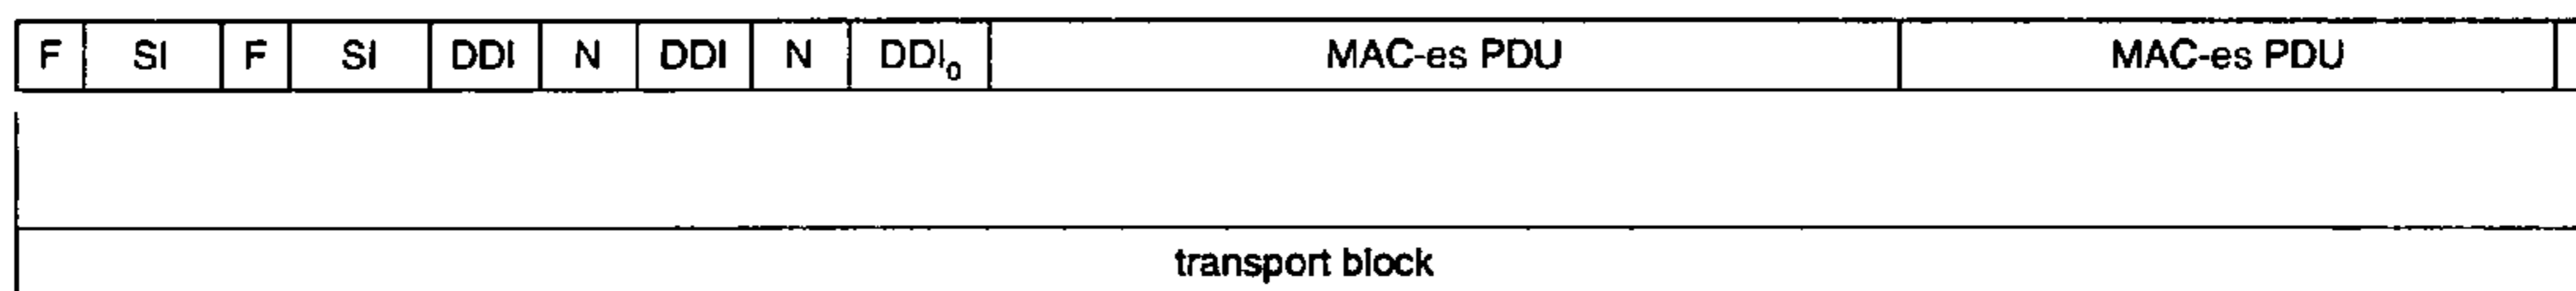 F SI F SI DDI N DDI N DDI₀ MAC-es PDU MAC-es PDU
transport block